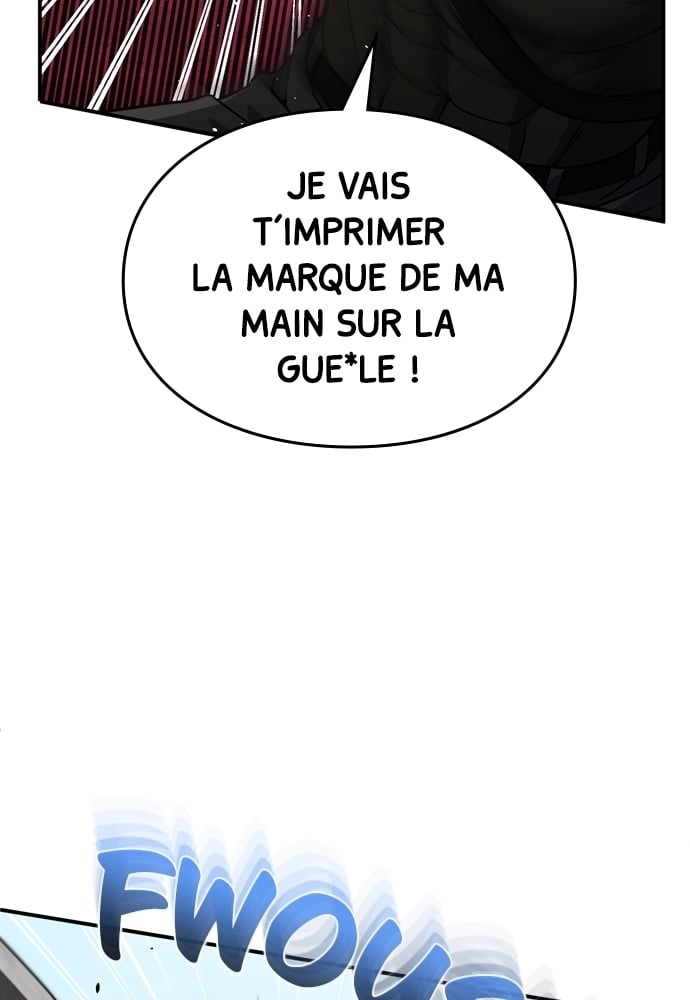 JE VAIS
T'IMPRIMER
LA MARQUE DE MA
MAIN SUR LA
GUE*LE !